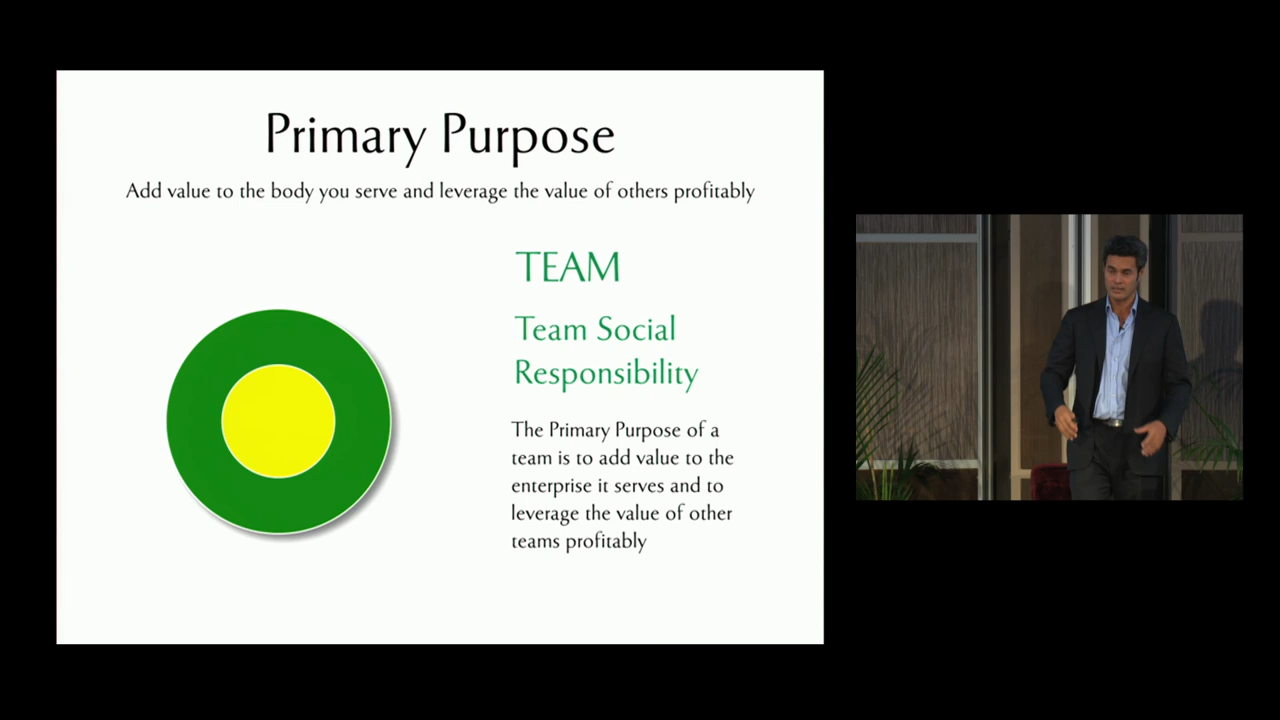 Primary Purpose
Add value to the body you serve and leverage the value of others profitably
TEAM
Team Social
Responsibility
The Primary Purpose of a
team is to add value to the
enterprise it serves and to
leverage the value of other
teams profitably